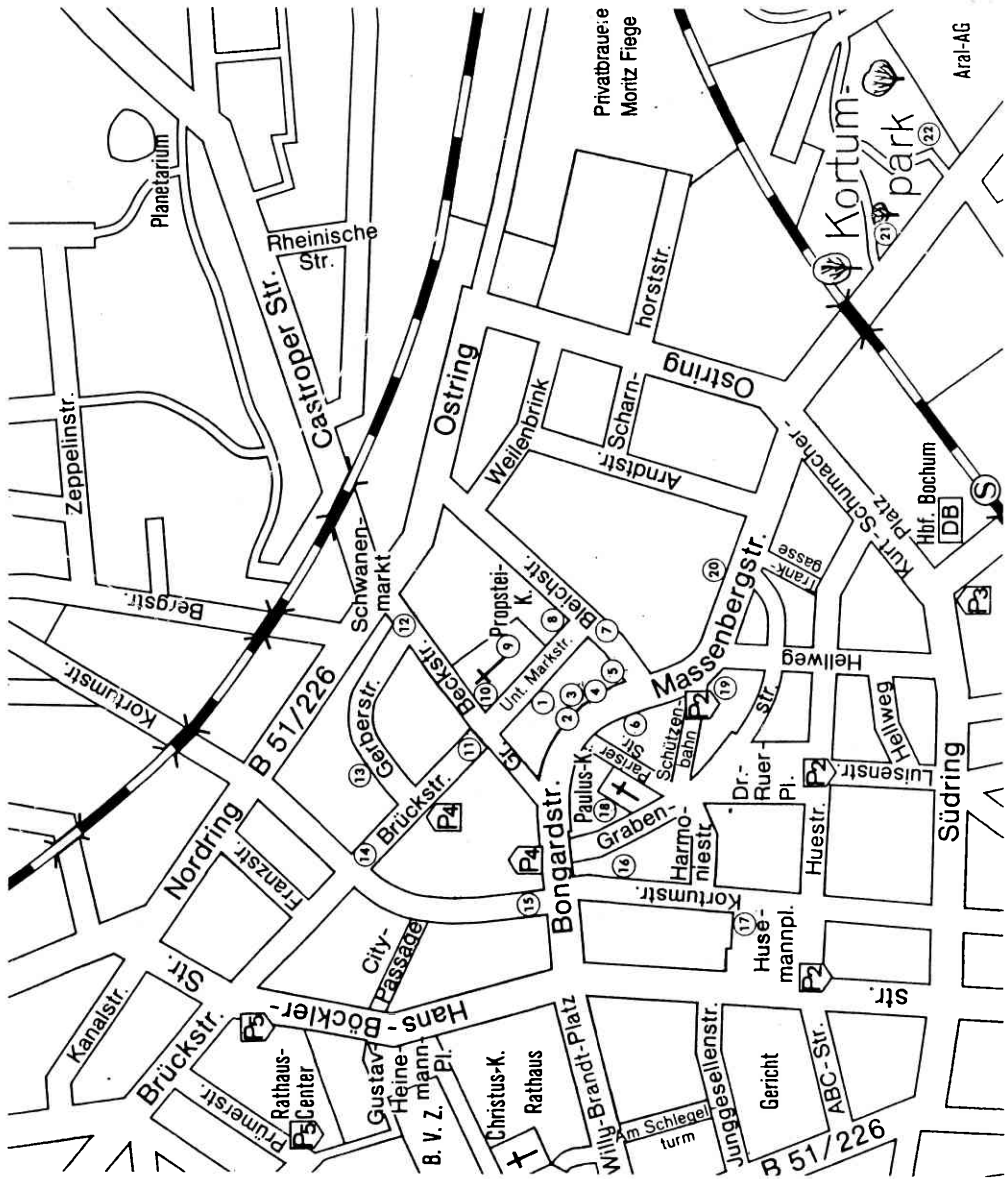 Privatbrauerei
Moritz Fiege
Aral-AG
Kortum-
park
22
21
Planetarium
Rheinische
Str.
Castroper Str.
Zeppelinstr.
Ostring
horststr.
Scharn-
Ostring
Weilenbrink
Arndtstr.
Kurt-Schumacher-
Platz
Hbf. Bochum
DB
S
P3
Bergstr.
Schwanen-
markt
12
Kortumstr.
B 51/226
Gerberstr.
13
Gr.
Beckstr.
Propstei-
K.
8
9
10
Bleichstr.
7
Unt. Markstr.
1
2
3
4
5
6
11
20
Massenbergstr.
Trank-
gasse
Hellweg
Hellweg
Brückstr.
14
P4
P4
Paulus-K.
18
Pariser
Str.
Schützen-
bahn
P2
19
Graben-
str.
Dr.-
Ruer-
Pl.
P2
Luisenstr.
Südring
Nordring
Franzstr.
Bongardstr.
15
16
Harmo-
niestr.
Kortumstr.
Huestr.
17
Huse-
mannpl.
P2
City-
Passage
Kanalstr.
Brückstr.
Str.
P5
Hans-Böckler-
Str.
Prümerstr.
Rathaus-
Center
P5
Gustav-
Heine-
mann-
Pl.
B. V. Z.
Christus-K.
Rathaus
Willy-Brandt-Platz
Am Schlegel
turm
Junggesellenstr.
Gericht
ABC-Str.
B 51/226